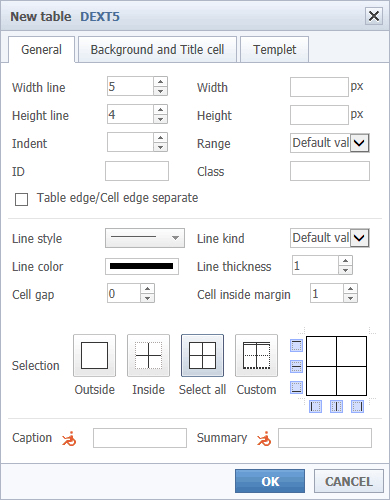 New table DEXT5
General Background and Title cell Templet
Width line 5 Width px
Height line 4 Height px
Indent Range Default val
ID Class
Table edge/Cell edge separate
Line style Line kind Default val
Line color Line thickness 1
Cell gap 0 Cell inside margin 1
Selection
Outside Inside Select all Custom
Caption Summary
OK CANCEL